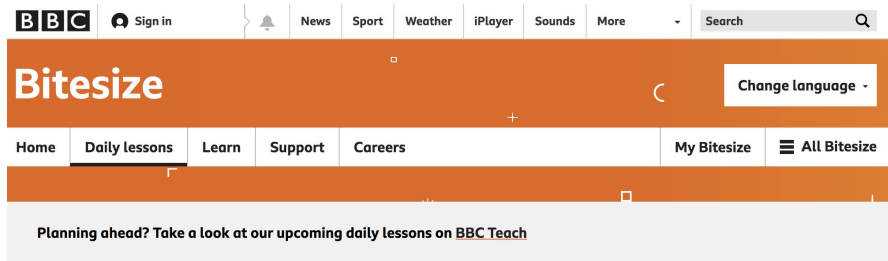 BBC Sign in News Sport Weather iPlayer Sounds More Search
Bitesize Change language
Home Daily lessons Learn Support Careers My Bitesize All Bitesize
Planning ahead? Take a look at our upcoming daily lessons on BBC Teach